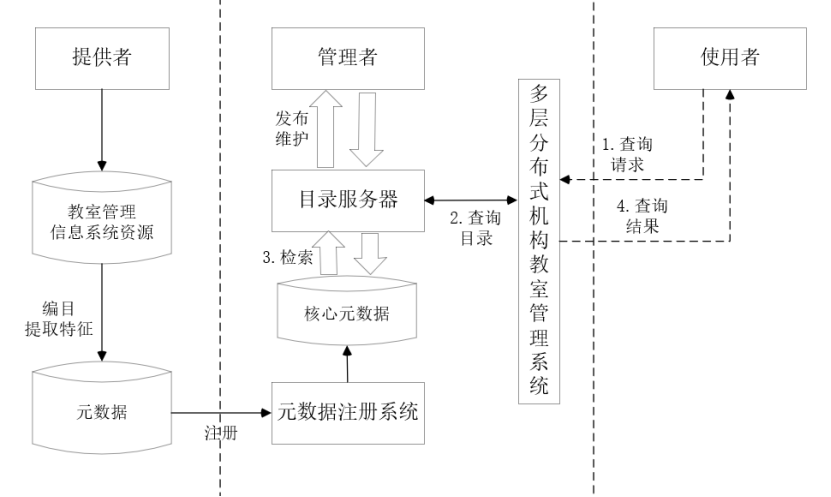 提供者
管理者
使用者
发布
维护
多层分布式机构教室管理系统
1.查询
请求
教室管理
信息系统资源
目录服务器
2.查询
目录
4.查询
结果
3.检索
编目
提取特征
核心元数据
元数据
注册
元数据注册系统